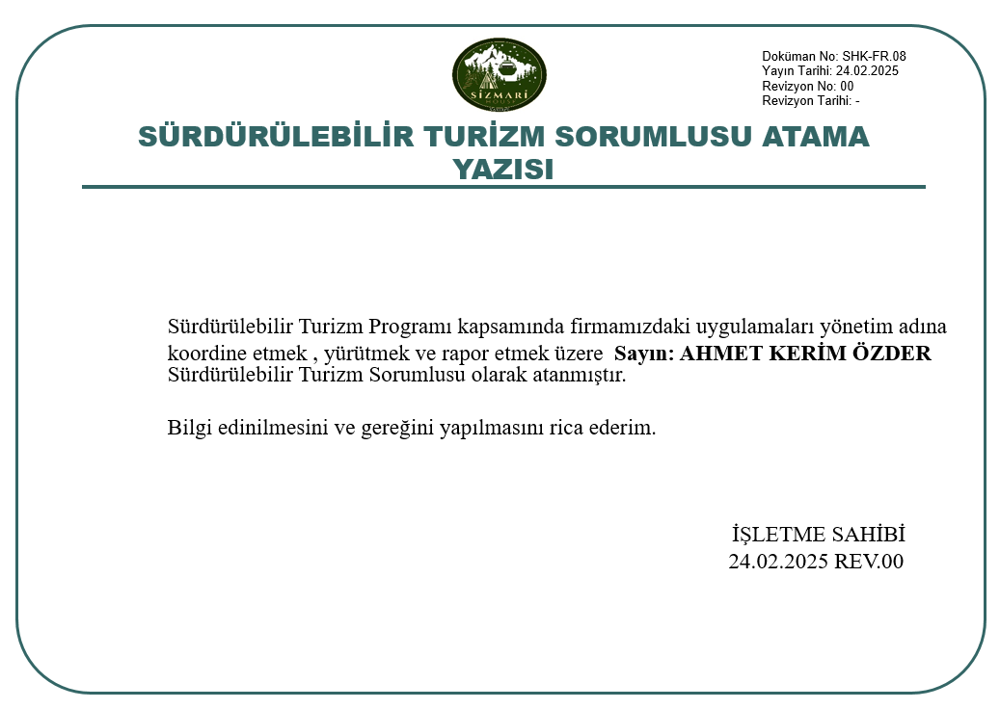 SİZMARİ
HOUSE
Doküman No: SHK-FR.08
Yayın Tarihi: 24.02.2025
Revizyon No: 00
Revizyon Tarihi: -
SÜRDÜRÜLEBİLİR TURİZM SORUMLUSU ATAMA
YAZISI
Sürdürülebilir Turizm Programı kapsamında firmamızdaki uygulamaları yönetim adına
koordine etmek , yürütmek ve rapor etmek üzere Sayın: AHMET KERİM ÖZDER
Sürdürülebilir Turizm Sorumlusu olarak atanmıştır.
Bilgi edinilmesini ve gereğini yapılmasını rica ederim.
İŞLETME SAHİBİ
24.02.2025 REV.00